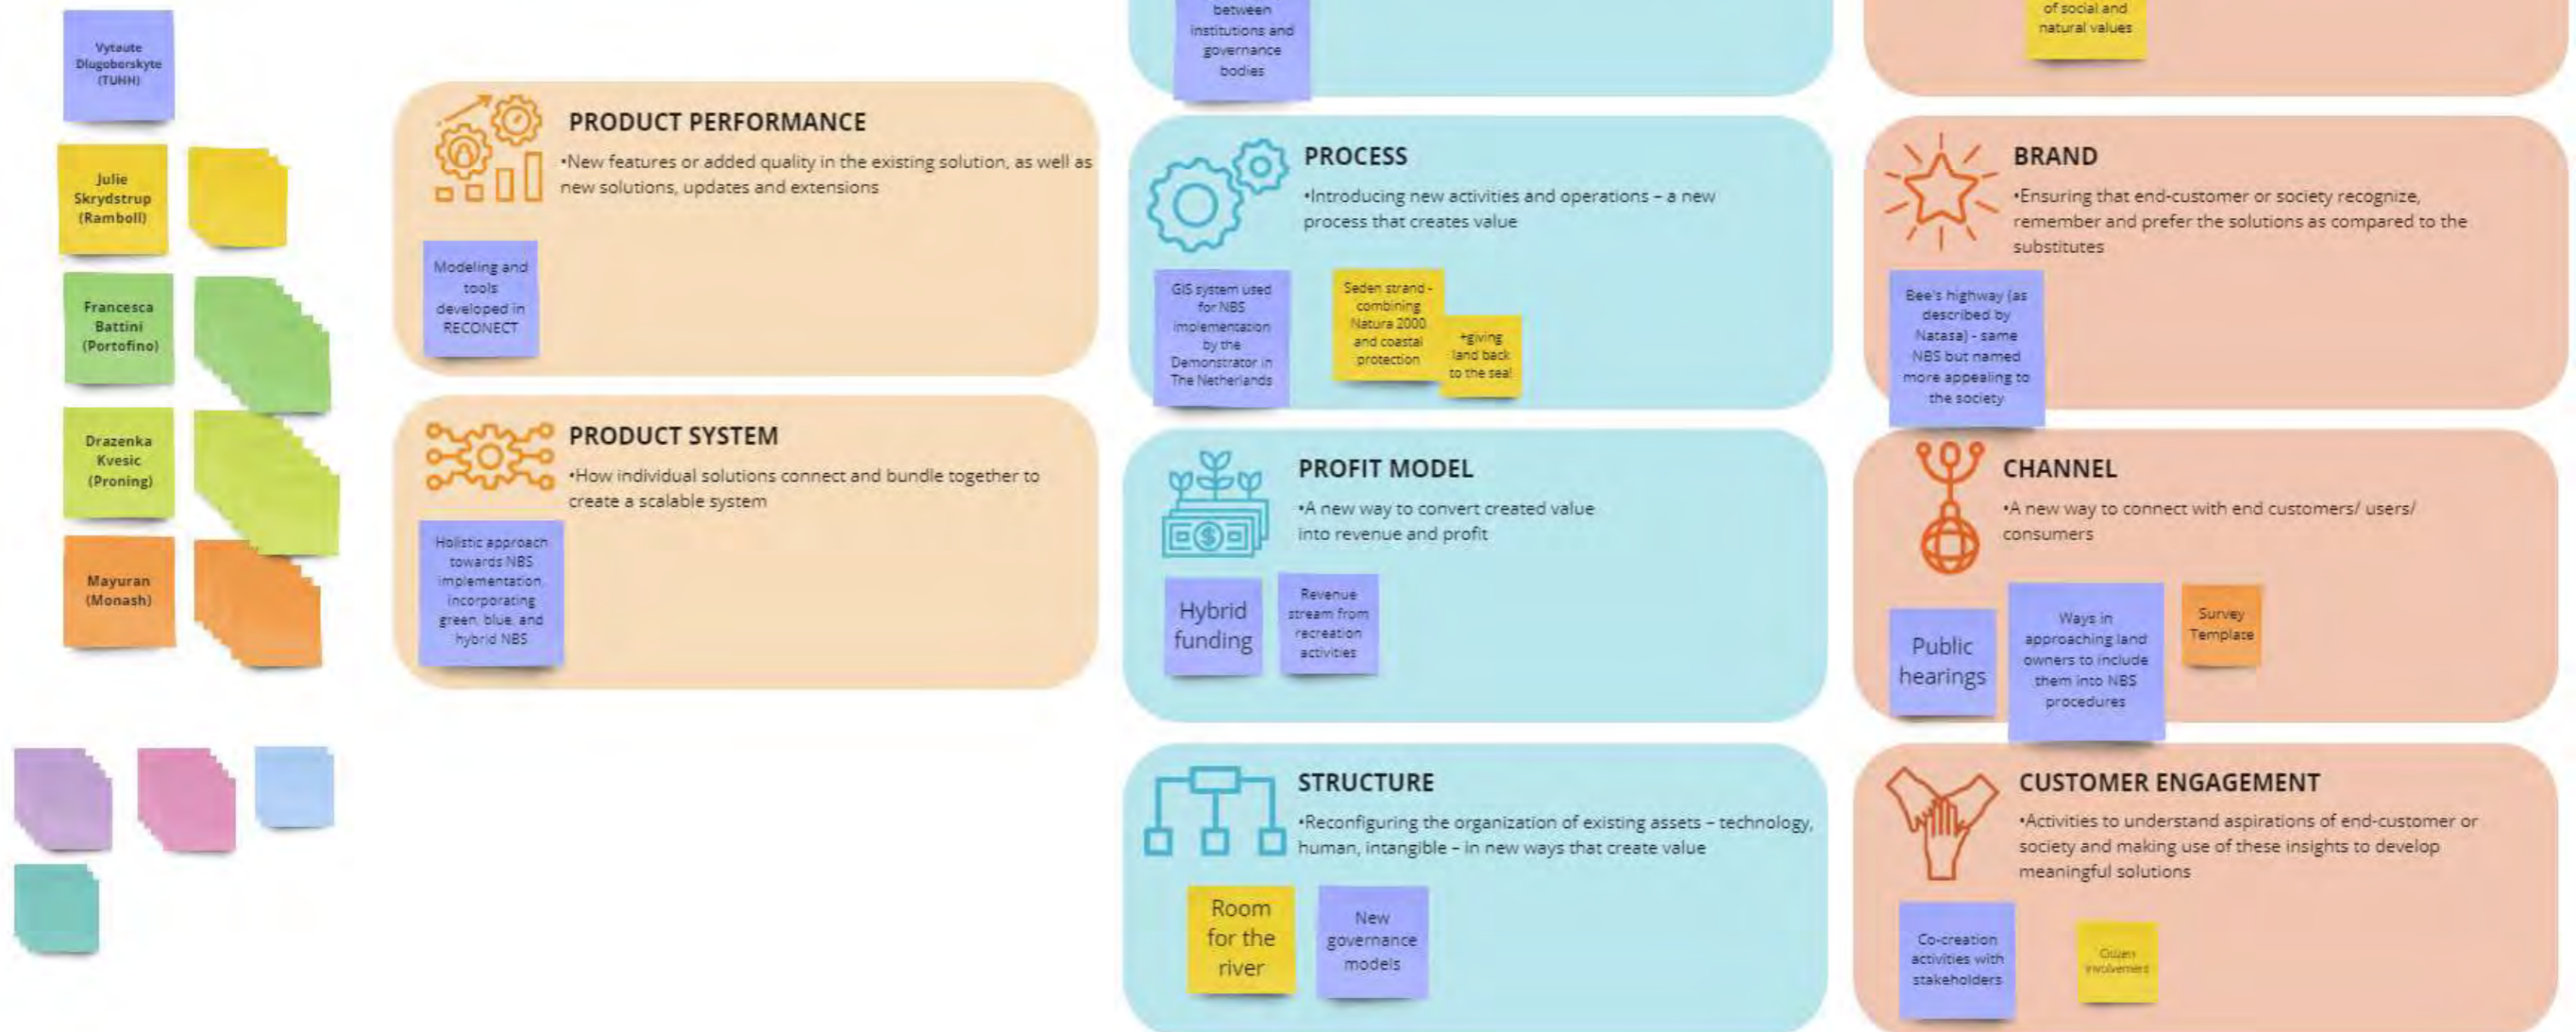 Vytaute
Dlugoborskyte
(TUHH)
Julie
Skrydstrup
(Ramboll)
Francesca
Battini
(Portofino)
Drazenka
Kvesic
(Proning)
Mayuran
(Monash)
PRODUCT PERFORMANCE
•New features or added quality in the existing solution, as well as
new solutions, updates and extensions
Modeling and
tools
developed in
RECONECT
PRODUCT SYSTEM
•How individual solutions connect and bundle together to
create a scalable system
Holistic approach
towards NBS
implementation,
incorporating
green, blue, and
hybrid NBS
between
institutions and
governance
bodies
PROCESS
•Introducing new activities and operations – a new
process that creates value
GIS system used
for NBS
implementation
by the
Demonstrator in
The Netherlands
Seden strand -
combining
Natura 2000
and coastal
protection
+giving
land back
to the sea!
PROFIT MODEL
•A new way to convert created value
into revenue and profit
Hybrid
funding
Revenue
stream from
recreation
activities
STRUCTURE
•Reconfiguring the organization of existing assets – technology,
human, intangible – in new ways that create value
Room
for the
river
New
governance
models
of social and
natural values
BRAND
•Ensuring that end-customer or society recognize,
remember and prefer the solutions as compared to the
substitutes
Bee's highway (as
described by
Natasa) - same
NBS but named
more appealing to
the society
CHANNEL
•A new way to connect with end customers/ users/
consumers
Public
hearings
Ways in
approaching land
owners to include
them into NBS
procedures
Survey
Template
CUSTOMER ENGAGEMENT
•Activities to understand aspirations of end-customer or
society and making use of these insights to develop
meaningful solutions
Co-creation
activities with
stakeholders
Citizen
involvement